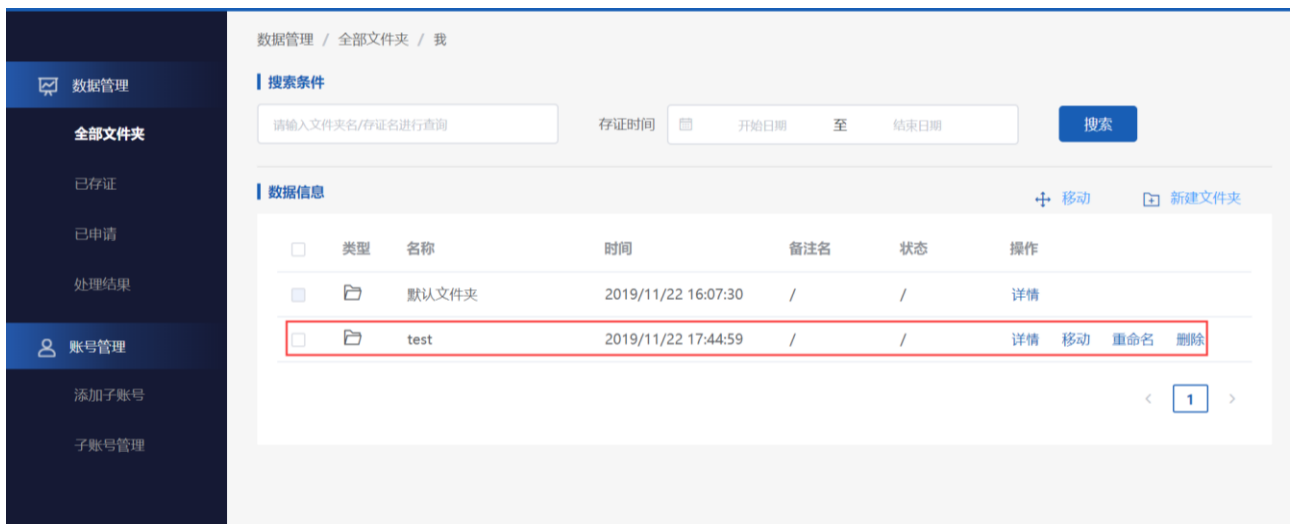 数据管理 / 全部文件夹 / 我
数据管理
全部文件夹
已存证
已申请
处理结果
账号管理
添加子账号
子账号管理
搜索条件
请输入文件夹名/存证名进行查询 存证时间 开始日期 至 结束日期 搜索
数据信息 移动 新建文件夹
类型 名称 时间 备注名 状态 操作
默认文件夹 2019/11/22 16:07:30 / / 详情
test 2019/11/22 17:44:59 / / 详情 移动 重命名 删除
< 1 >